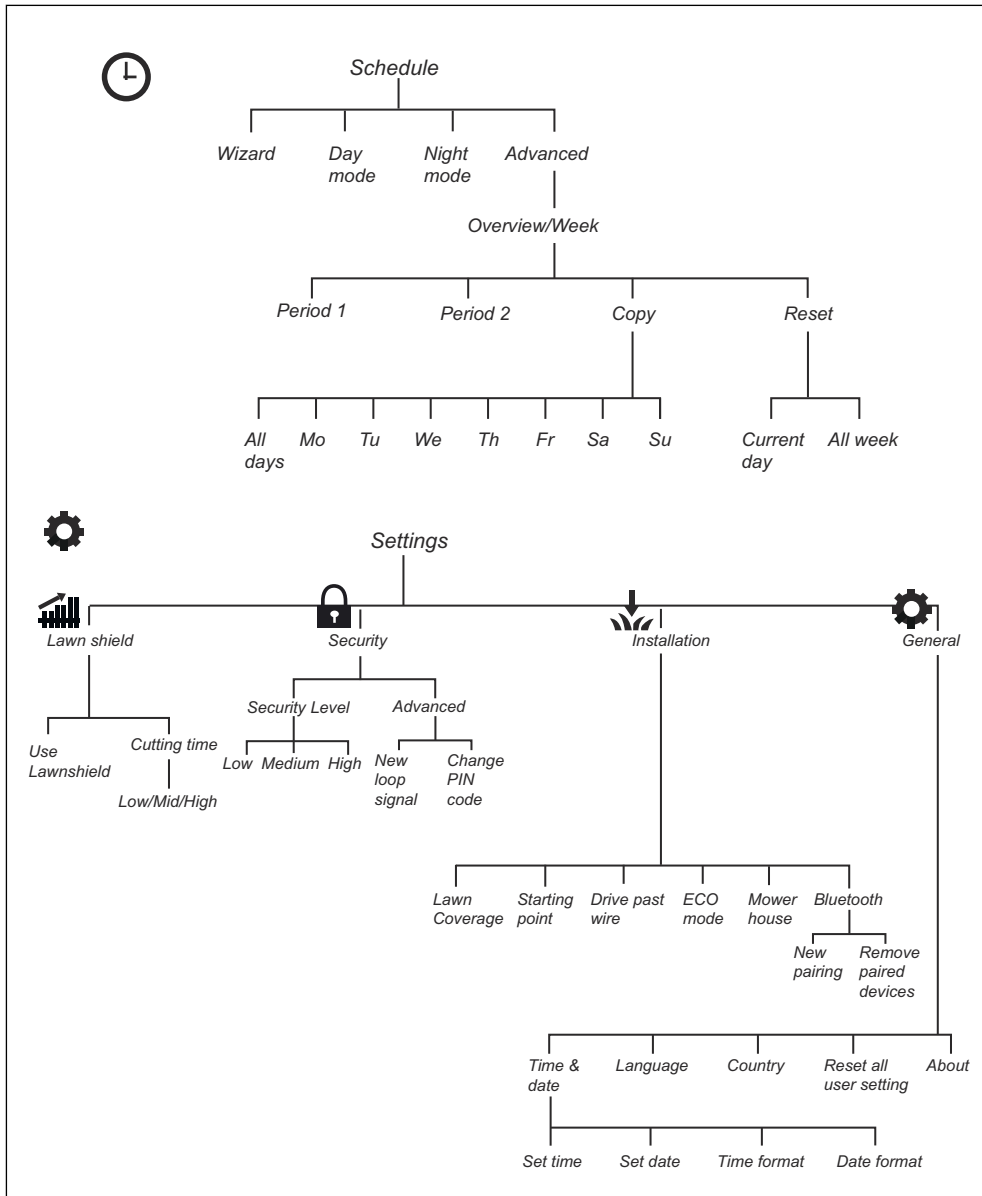 Schedule
Wizard
Day
mode
Night
mode
Advanced
Overview/Week
Period 1
Period 2
Copy
Reset
All
days
Mo
Tu
We
Th
Fr
Sa
Su
Current
day
All week
Settings
Lawn shield
Security
Installation
General
Use
Lawnshield
Cutting time
Low/Mid/High
Security Level
Advanced
Low
Medium
High
New
loop
signal
Change
PIN
code
Lawn
Coverage
Starting
point
Drive past
wire
ECO
mode
Mower
house
Bluetooth
New
pairing
Remove
paired
devices
Time &
date
Language
Country
Reset all
user setting
About
Set time
Set date
Time format
Date format